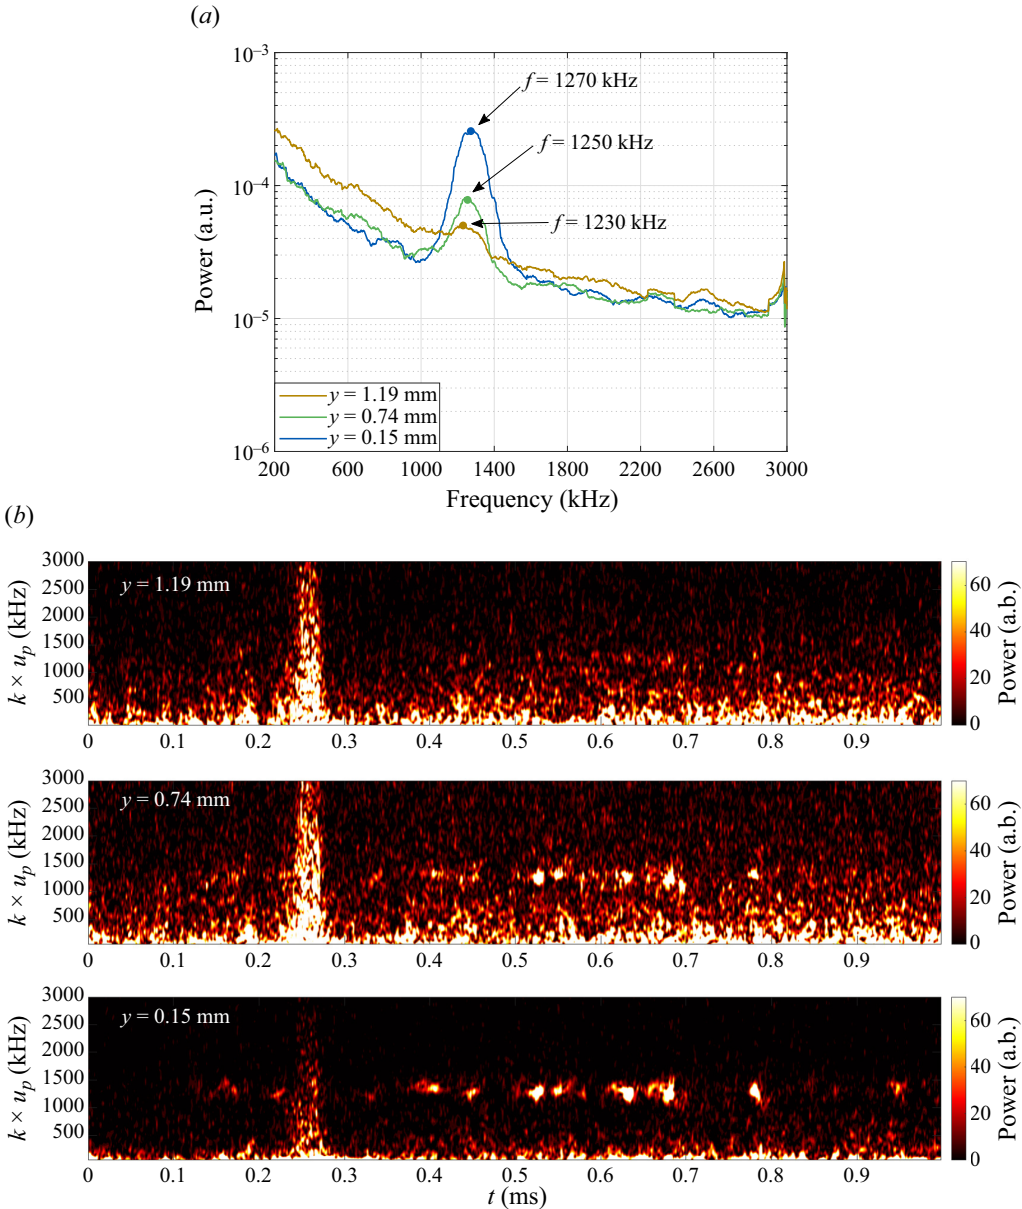 (a)
10–3
f = 1270 kHz
f = 1250 kHz
10–4
f = 1230 kHz
Power (a.u.)
10–5
y = 1.19 mm
y = 0.74 mm
y = 0.15 mm
10–6
200 600 1000 1400 1800 2200 2600 3000
Frequency (kHz)
(b)
3000
2500
2000
1500
1000
500
k × up (kHz)
y = 1.19 mm
60
40
20
0
Power (a.b.)
0 0.1 0.2 0.3 0.4 0.5 0.6 0.7 0.8 0.9
3000
2500
2000
1500
1000
500
k × up (kHz)
y = 0.74 mm
60
40
20
0
Power (a.b.)
0 0.1 0.2 0.3 0.4 0.5 0.6 0.7 0.8 0.9
3000
2500
2000
1500
1000
500
k × up (kHz)
y = 0.15 mm
60
40
20
0
Power (a.b.)
0 0.1 0.2 0.3 0.4 0.5 0.6 0.7 0.8 0.9
t (ms)